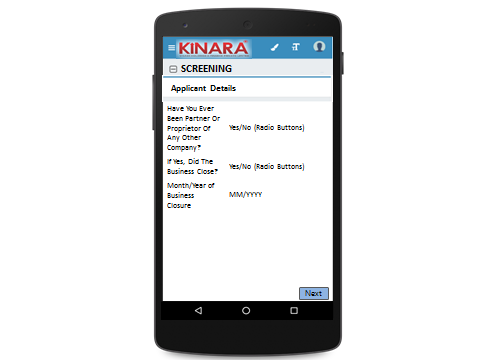 KINARA
SCREENING
Applicant Details
Have You Ever
Been Partner Or
Proprietor Of
Any Other
Company?
Yes/No (Radio Buttons)
If Yes, Did The
Business Close?
Yes/No (Radio Buttons)
Month/Year of
Business
Closure
MM/YYYY
Next